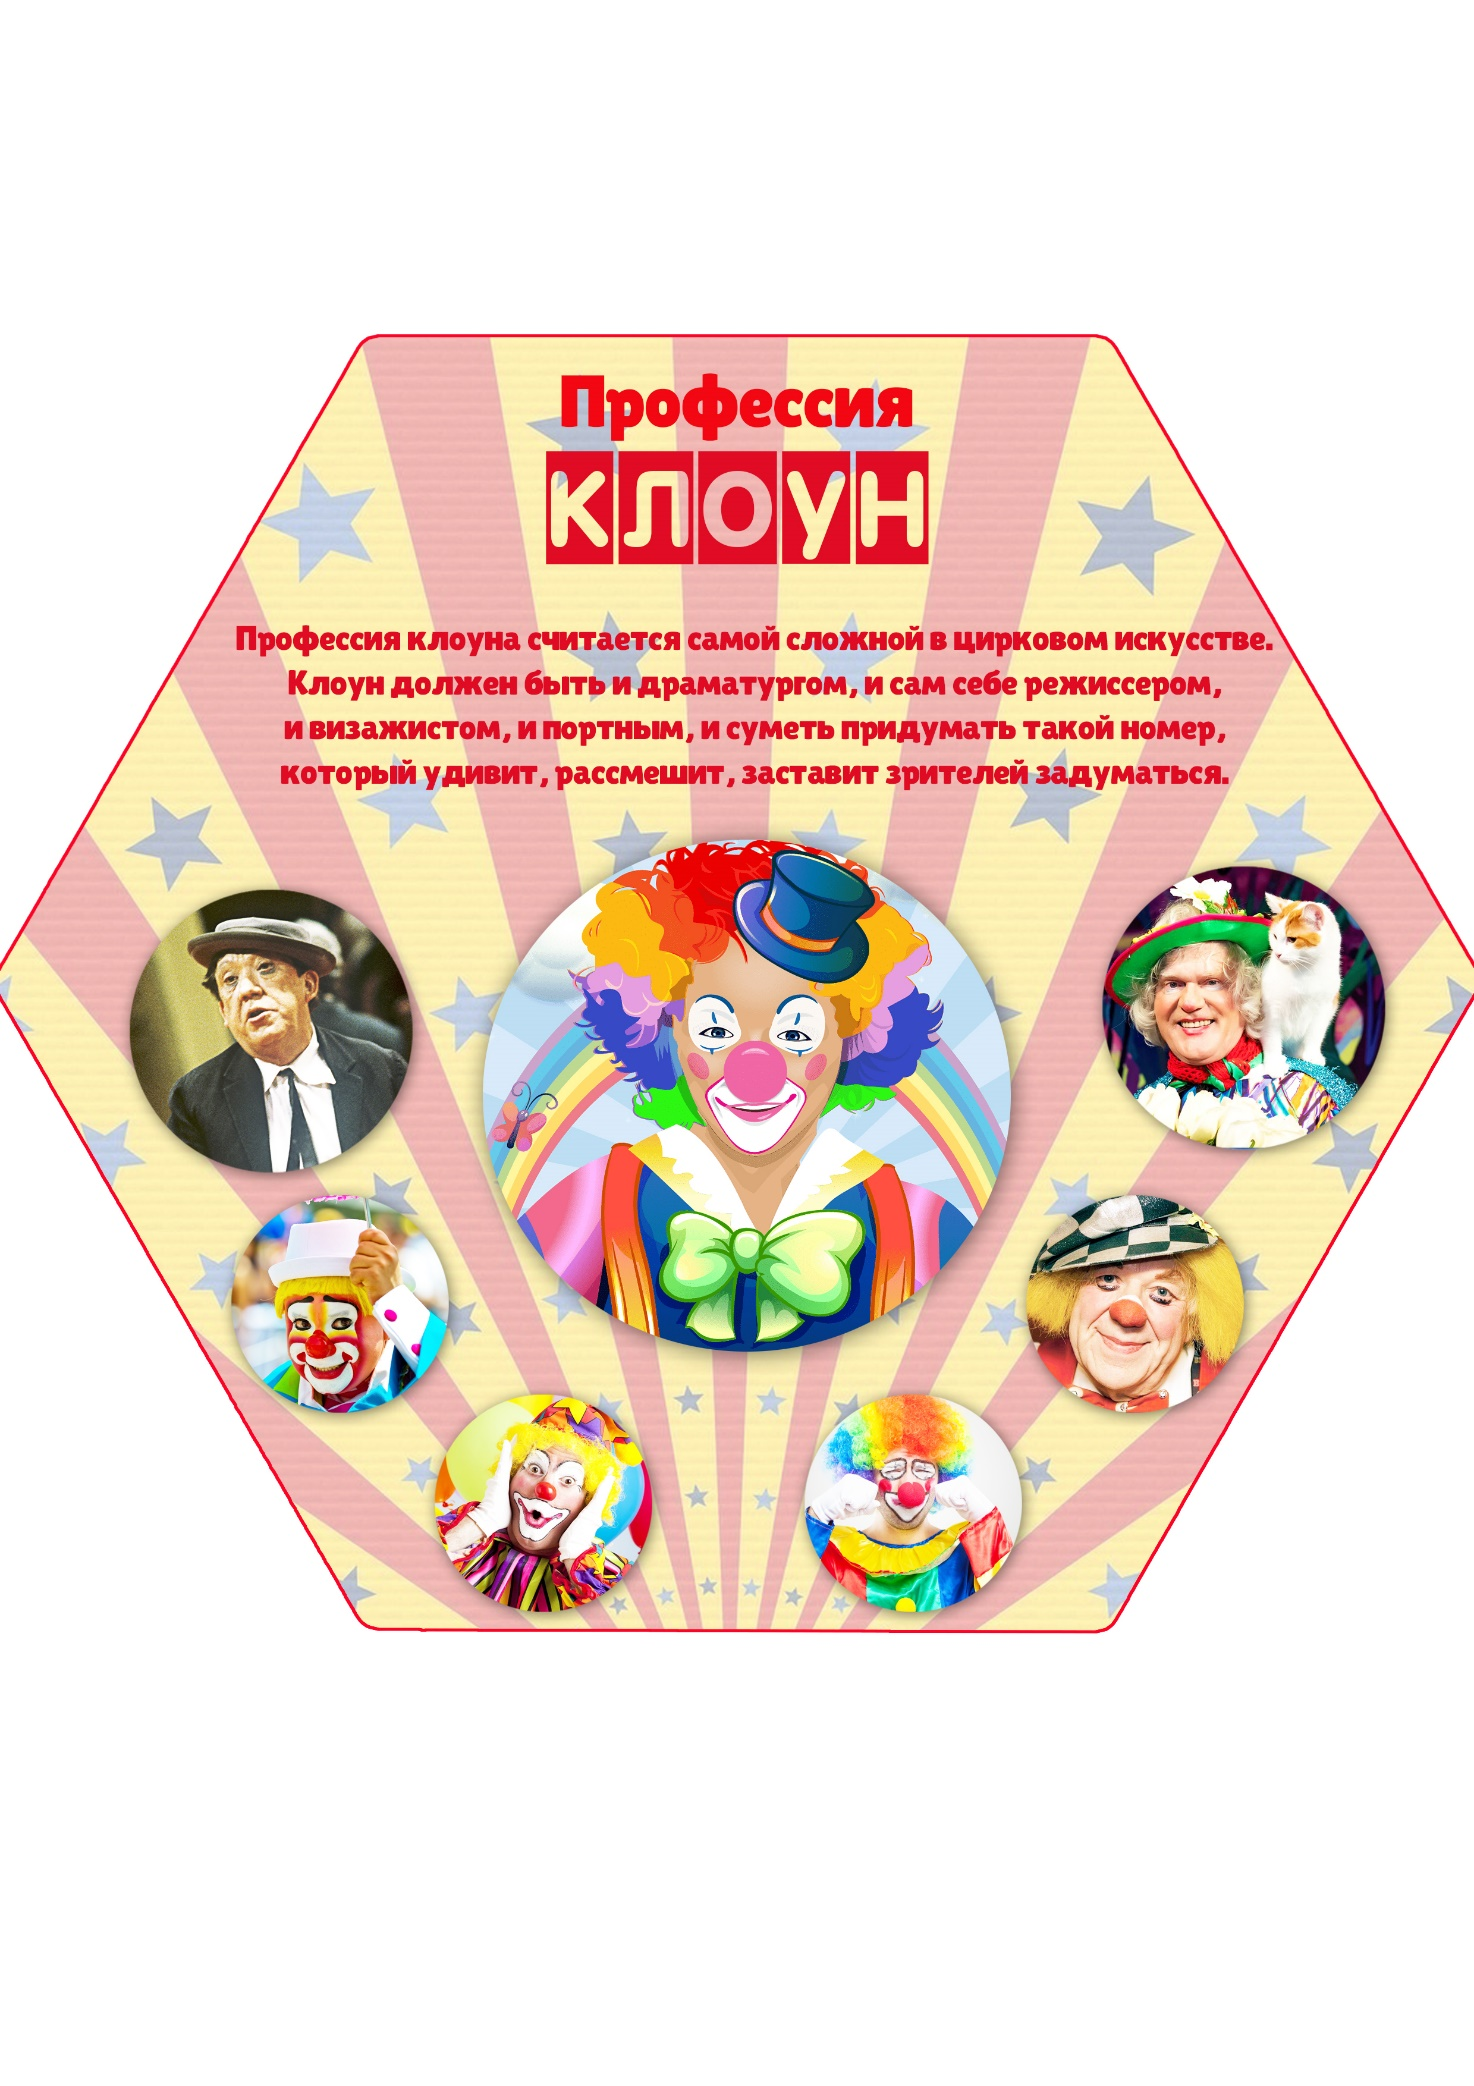 Профессия
КЛОУН
Профессия клоуна считается самой сложной в цирковом искусстве.
Клоун должен быть и драматургом, и сам себе режиссером,
и визажистом, и портным, и суметь придумать такой номер,
который удивит, рассмешит, заставит зрителей задуматься.